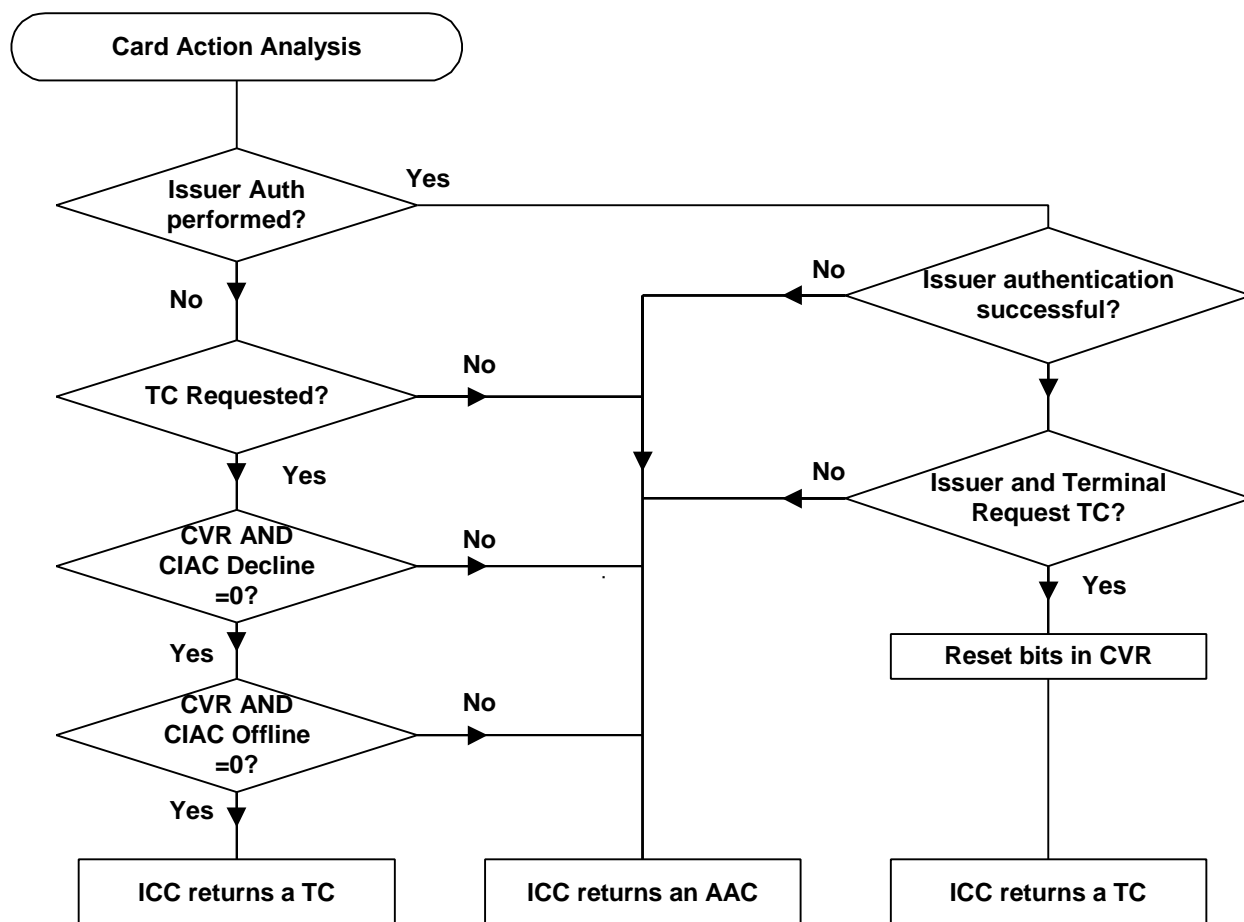 Card Action Analysis
Issuer Auth
performed?
Yes
No
Issuer authentication
successful?
No
TC Requested?
No
Yes
Issuer and Terminal
Request TC?
No
Yes
CVR AND
CIAC Decline
=0?
No
Yes
Reset bits in CVR
CVR AND
CIAC Offline
=0?
No
Yes
ICC returns a TC
ICC returns an AAC
ICC returns a TC